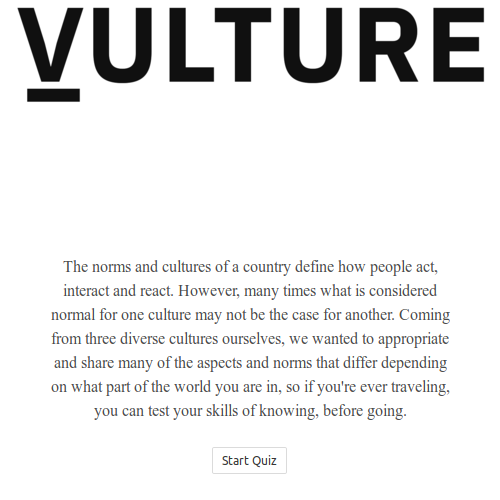 VULTURE
The norms and cultures of a country define how people act,
interact and react. However, many times what is considered
normal for one culture may not be the case for another. Coming
from three diverse cultures ourselves, we wanted to appropriate
and share many of the aspects and norms that differ depending
on what part of the world you are in, so if you're ever traveling,
you can test your skills of knowing, before going.
Start Quiz